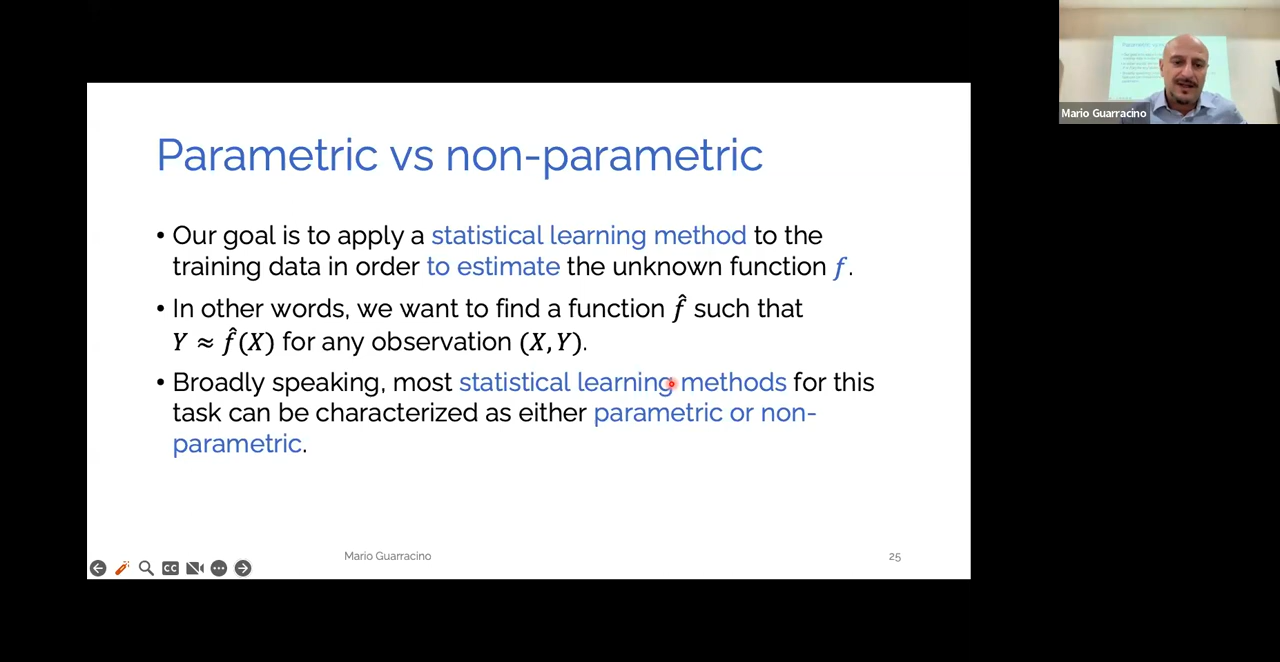 Parametric vs non-parametric
• Our goal is to apply a statistical learning method to the
training data in order to estimate the unknown function f.
• In other words, we want to find a function f̂ such that
Y ≈ f̂(X) for any observation (X, Y).
• Broadly speaking, most statistical learning methods for this
task can be characterized as either parametric or non-
parametric.
Mario Guarracino
25
CC
Mario Guarracino